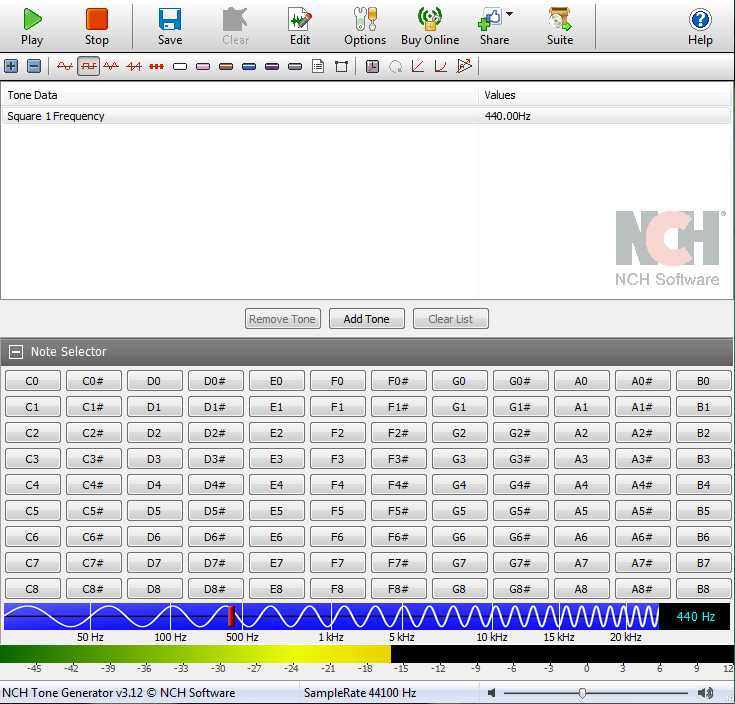 Play Stop Save Clear Edit Options Buy Online Share Suite Help
Tone Data Values
Square 1 Frequency 440.00Hz
NCH®
NCH Software
Remove Tone Add Tone Clear List
Note Selector
C0 C0# D0 D0# E0 F0 F0# G0 G0# A0 A0# B0
C1 C1# D1 D1# E1 F1 F1# G1 G1# A1 A1# B1
C2 C2# D2 D2# E2 F2 F2# G2 G2# A2 A2# B2
C3 C3# D3 D3# E3 F3 F3# G3 G3# A3 A3# B3
C4 C4# D4 D4# E4 F4 F4# G4 G4# A4 A4# B4
C5 C5# D5 D5# E5 F5 F5# G5 G5# A5 A5# B5
C6 C6# D6 D6# E6 F6 F6# G6 G6# A6 A6# B6
C7 C7# D7 D7# E7 F7 F7# G7 G7# A7 A7# B7
C8 C8# D8 D8# E8 F8 F8# G8 G8# A8 A8# B8
440 Hz
50 Hz 100 Hz 500 Hz 1 kHz 5 kHz 10 kHz 15 kHz 20 kHz
-45 -42 -39 -36 -33 -30 -27 -24 -21 -18 -15 -12 -9 -6 -3 0 3 6 9 12
NCH Tone Generator v3.12 © NCH Software SampleRate 44100 Hz